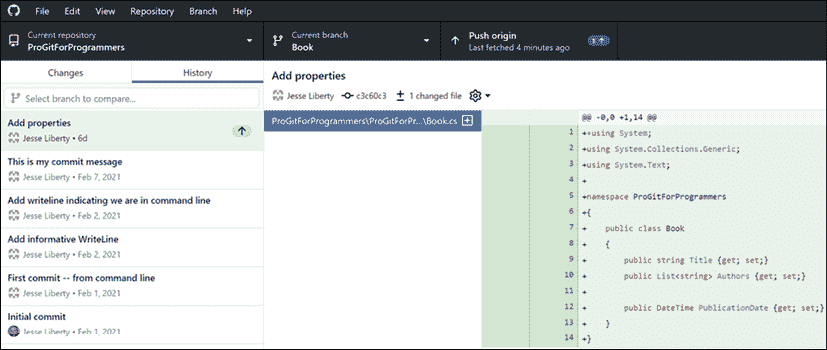 File Edit View Repository Branch Help
Current repository
ProGitForProgrammers
Current branch
Book
Push origin
Last fetched 4 minutes ago
1
Changes
History
Select branch to compare...
Add properties
Jesse Liberty • 6d
This is my commit message
Jesse Liberty • Feb 7, 2021
Add writeline indicating we are in command line
Jesse Liberty • Feb 2, 2021
Add informative WriteLine
Jesse Liberty • Feb 2, 2021
First commit -- from command line
Jesse Liberty • Feb 1, 2021
Initial commit
Jesse Liberty • Feb 1, 2021
Add properties
Jesse Liberty c3c60c3 1 changed file
ProGitForProgrammers\ProGitForPr...\Book.cs
@@ -0,0 +1,14 @@
1 ++using System;
2 +using System.Collections.Generic;
3 +using System.Text;
4 +
5 +namespace ProGitForProgrammers
6 +{
7 + public class Book
8 + {
9 + public string Title {get; set;}
10 + public List<string> Authors {get; set;}
11 +
12 + public DateTime PublicationDate {get; set;}
13 + }
14 +}